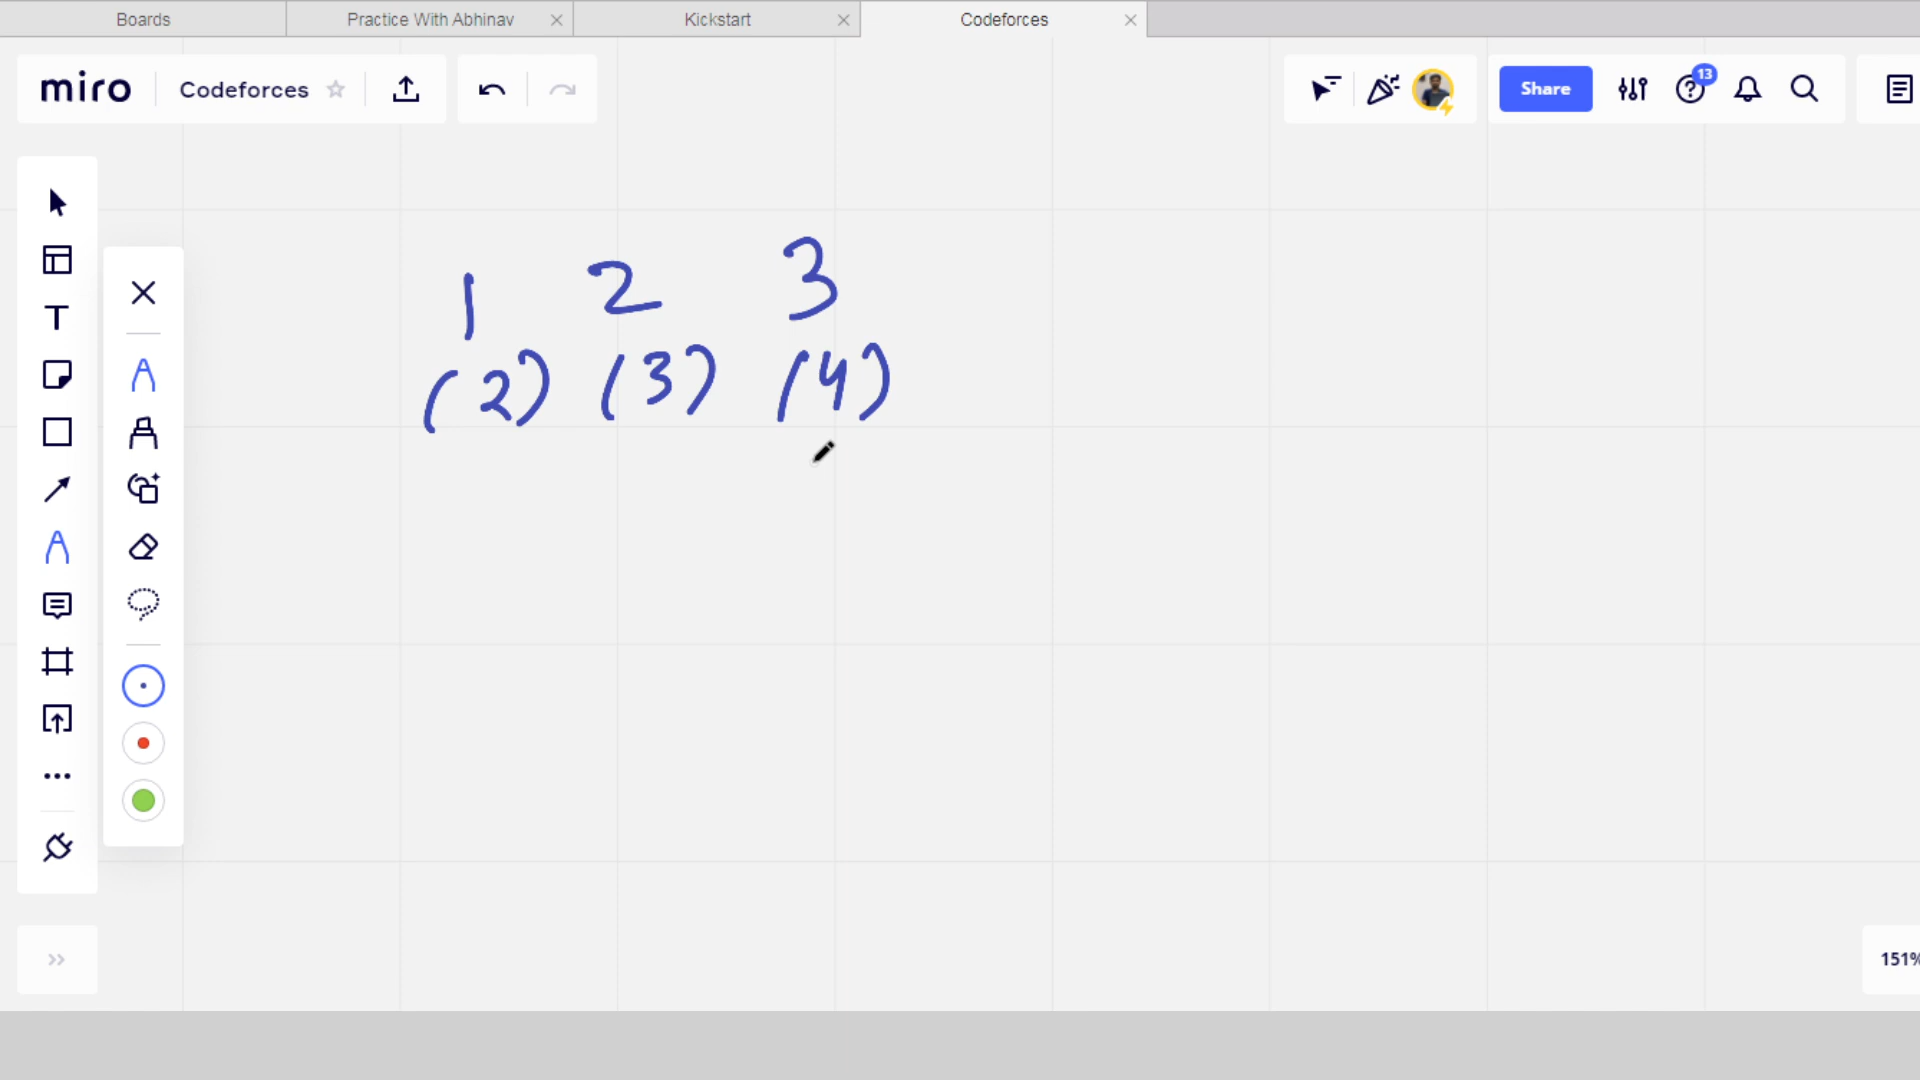 Boards Practice With Abhinav Kickstart Codeforces
miro Codeforces Share 13
1 2 3
(2) (3) (4)
T
151%